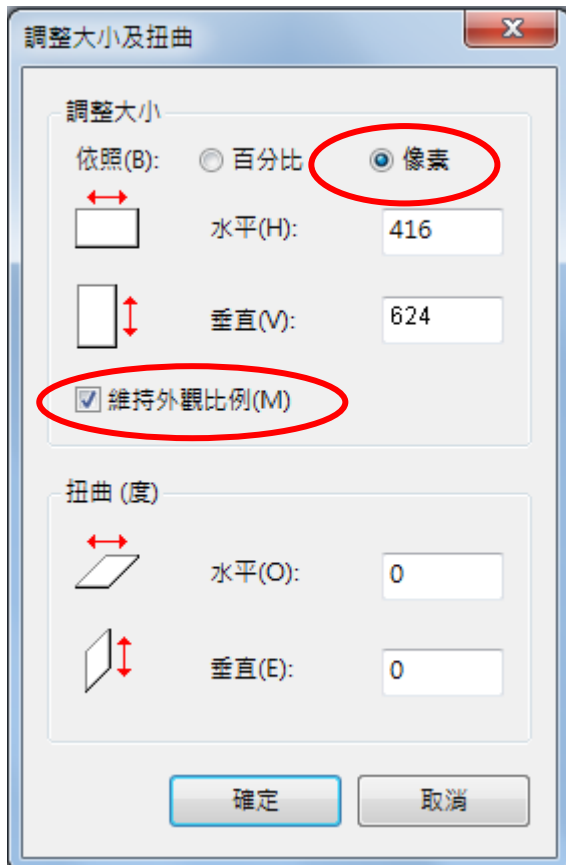 調整大小及扭曲
調整大小
依照(B): 百分比 像素
水平(H): 416
垂直(V): 624
維持外觀比例(M)
扭曲 (度)
水平(O): 0
垂直(E): 0
確定 取消